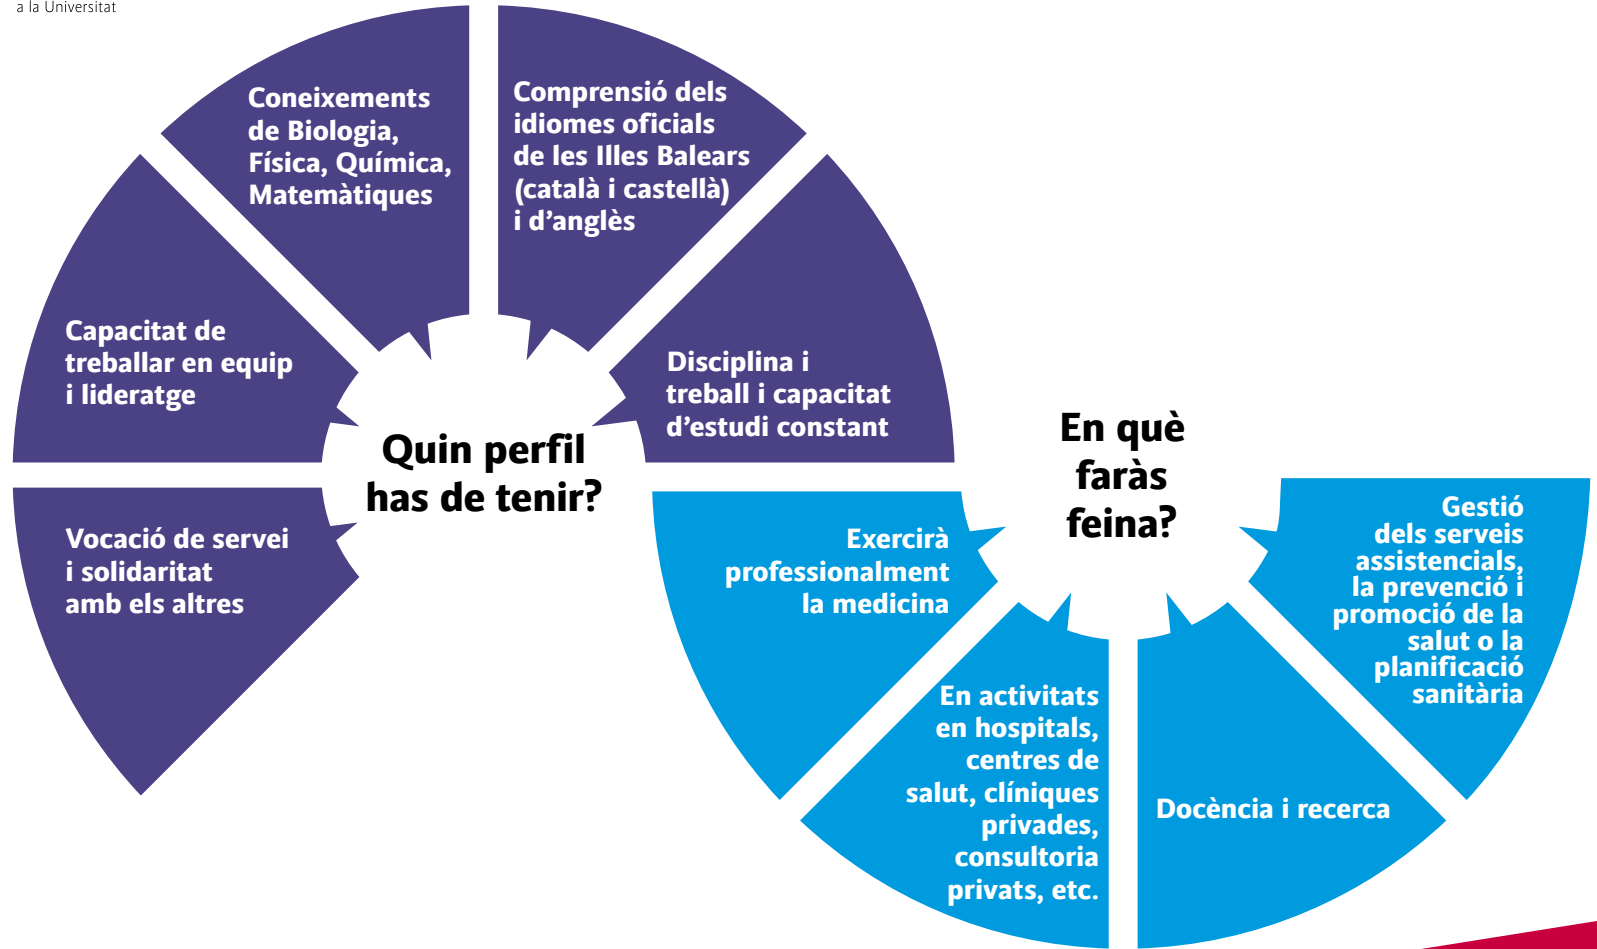 a la Universitat
Coneixements
de Biologia,
Física, Química,
Matemàtiques
Comprensió dels
idiomes oficials
de les Illes Balears
(català i castellà)
i d’anglès
Capacitat de
treballar en equip
i lideratge
Disciplina i
treball i capacitat
d’estudi constant
Quin perfil
has de tenir?
Vocació de servei
i solidaritat
amb els altres
En què
faràs
feina?
Exercirà
professionalment
la medicina
En activitats
en hospitals,
centres de
salut, clíniques
privades,
consultoria
privats, etc.
Docència i recerca
Gestió
dels serveis
assistencials,
la prevenció i
promoció de la
salut o la
planificació
sanitària